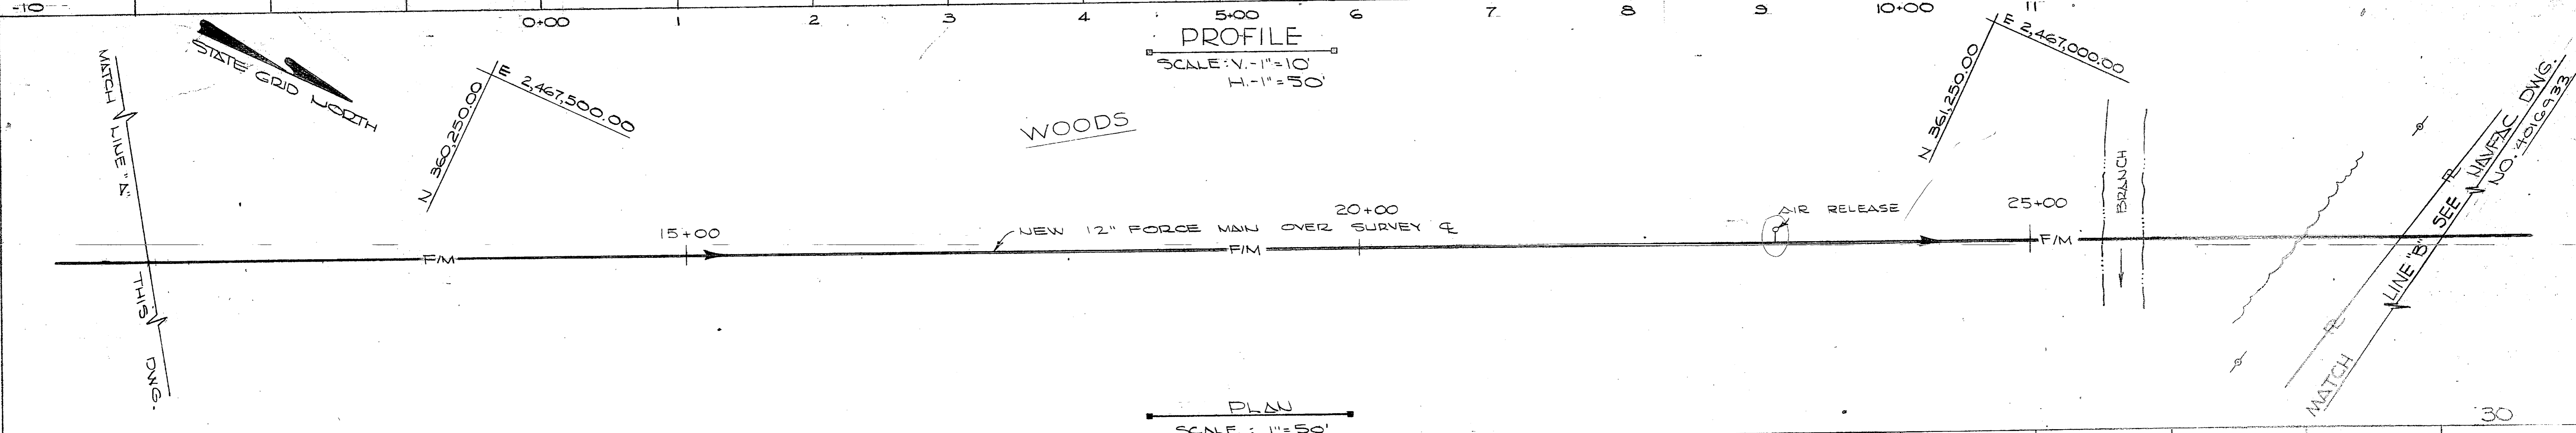 -10
0+00 1 2 3 4 5+00 6 7 8 9 10+00 11
PROFILE
SCALE: V.-1"=10'
H.-1"=50'
STATE GRID NORTH
MATCH LINE "A" THIS DWG.
N 360,250.00
E 2,467,500.00
WOODS
N 361,250.00
E 2,467,000.00
15+00
NEW 12" FORCE MAIN OVER SURVEY ℄
20+00
AIR RELEASE
25+00
BRANCH
F/M
F/M
F/M
MATCH LINE "B" SEE NAVFAC DWG.
NO. 4016933
PLAN
SCALE: 1"=50'
30